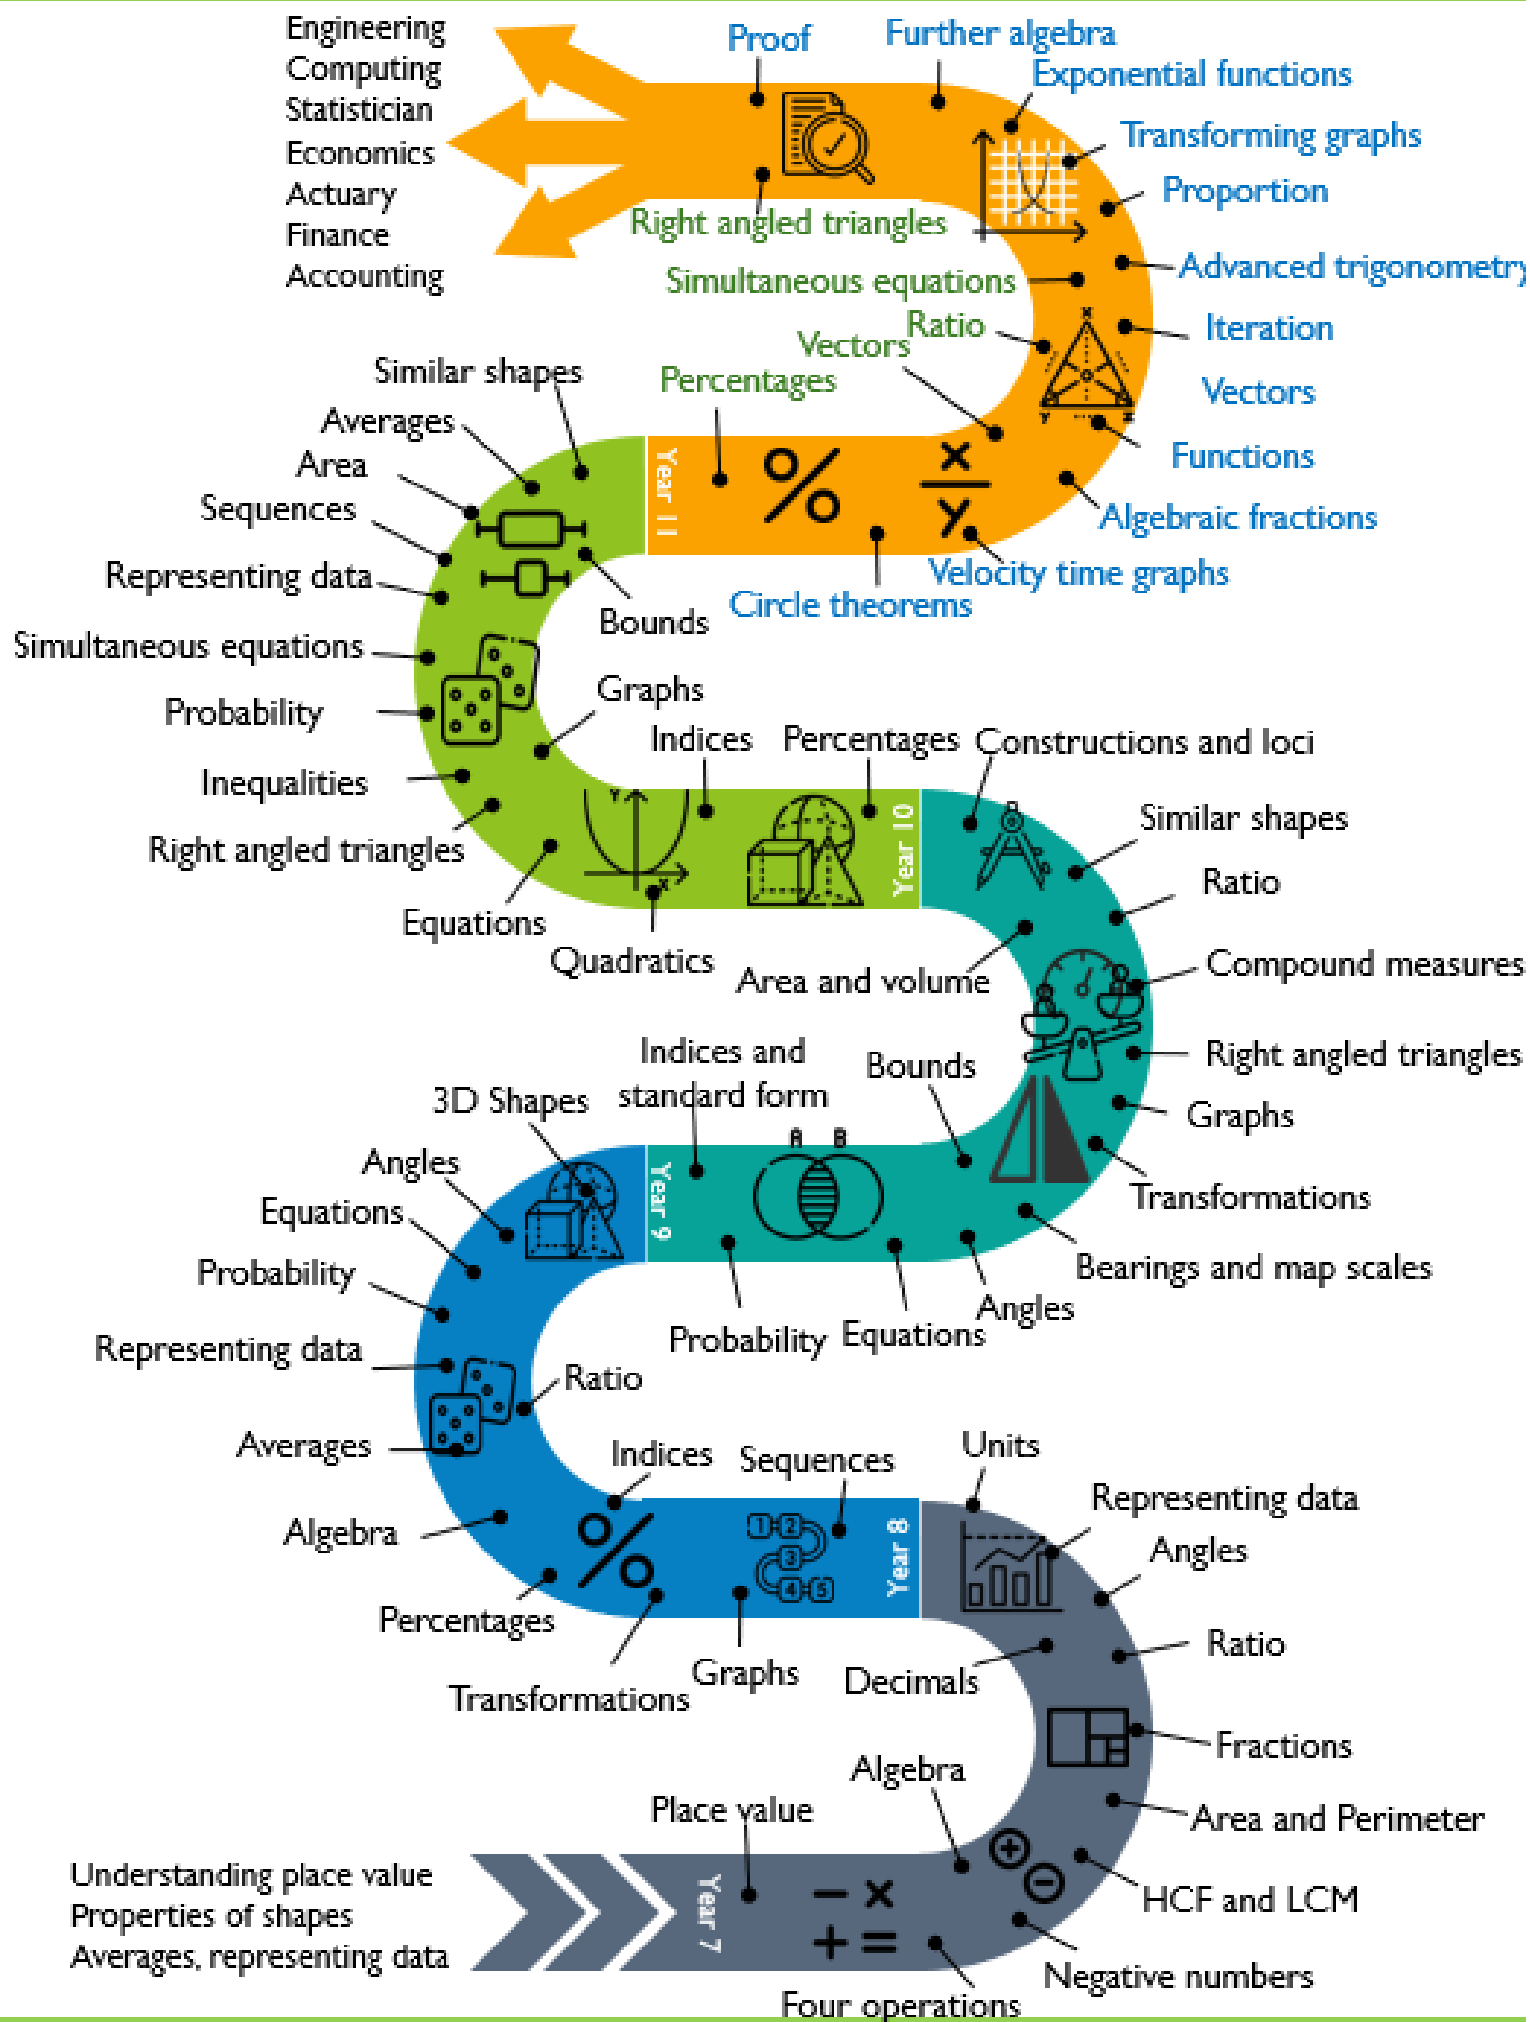 Engineering
Computing
Statistician
Economics
Actuary
Finance
Accounting
Proof
Further algebra
Exponential functions
Transforming graphs
Proportion
Advanced trigonometry
Iteration
Vectors
Functions
Algebraic fractions
Velocity time graphs
Circle theorems
Right angled triangles
Simultaneous equations
Ratio
Vectors
Percentages
X
Y
Z
X
Y
Year 11
Similar shapes
Averages
Area
Sequences
Representing data
Simultaneous equations
Probability
Inequalities
Right angled triangles
Equations
Quadratics
Bounds
Graphs
Indices
Percentages
Y
X
Year 10
Constructions and loci
Similar shapes
Ratio
Compound measures
Right angled triangles
Graphs
Transformations
Bearings and map scales
Angles
Equations
Probability
Area and volume
Bounds
Indices and
standard form
A B
Year 9
3D Shapes
Angles
Equations
Probability
Representing data
Averages
Algebra
Percentages
Transformations
Graphs
Ratio
Indices
Sequences
%
1 2
3
4 5
Year 8
Units
Representing data
Angles
Ratio
Fractions
Area and Perimeter
HCF and LCM
Negative numbers
Four operations
Decimals
Algebra
Place value
− ×
+ =
Year 7
Understanding place value
Properties of shapes
Averages, representing data